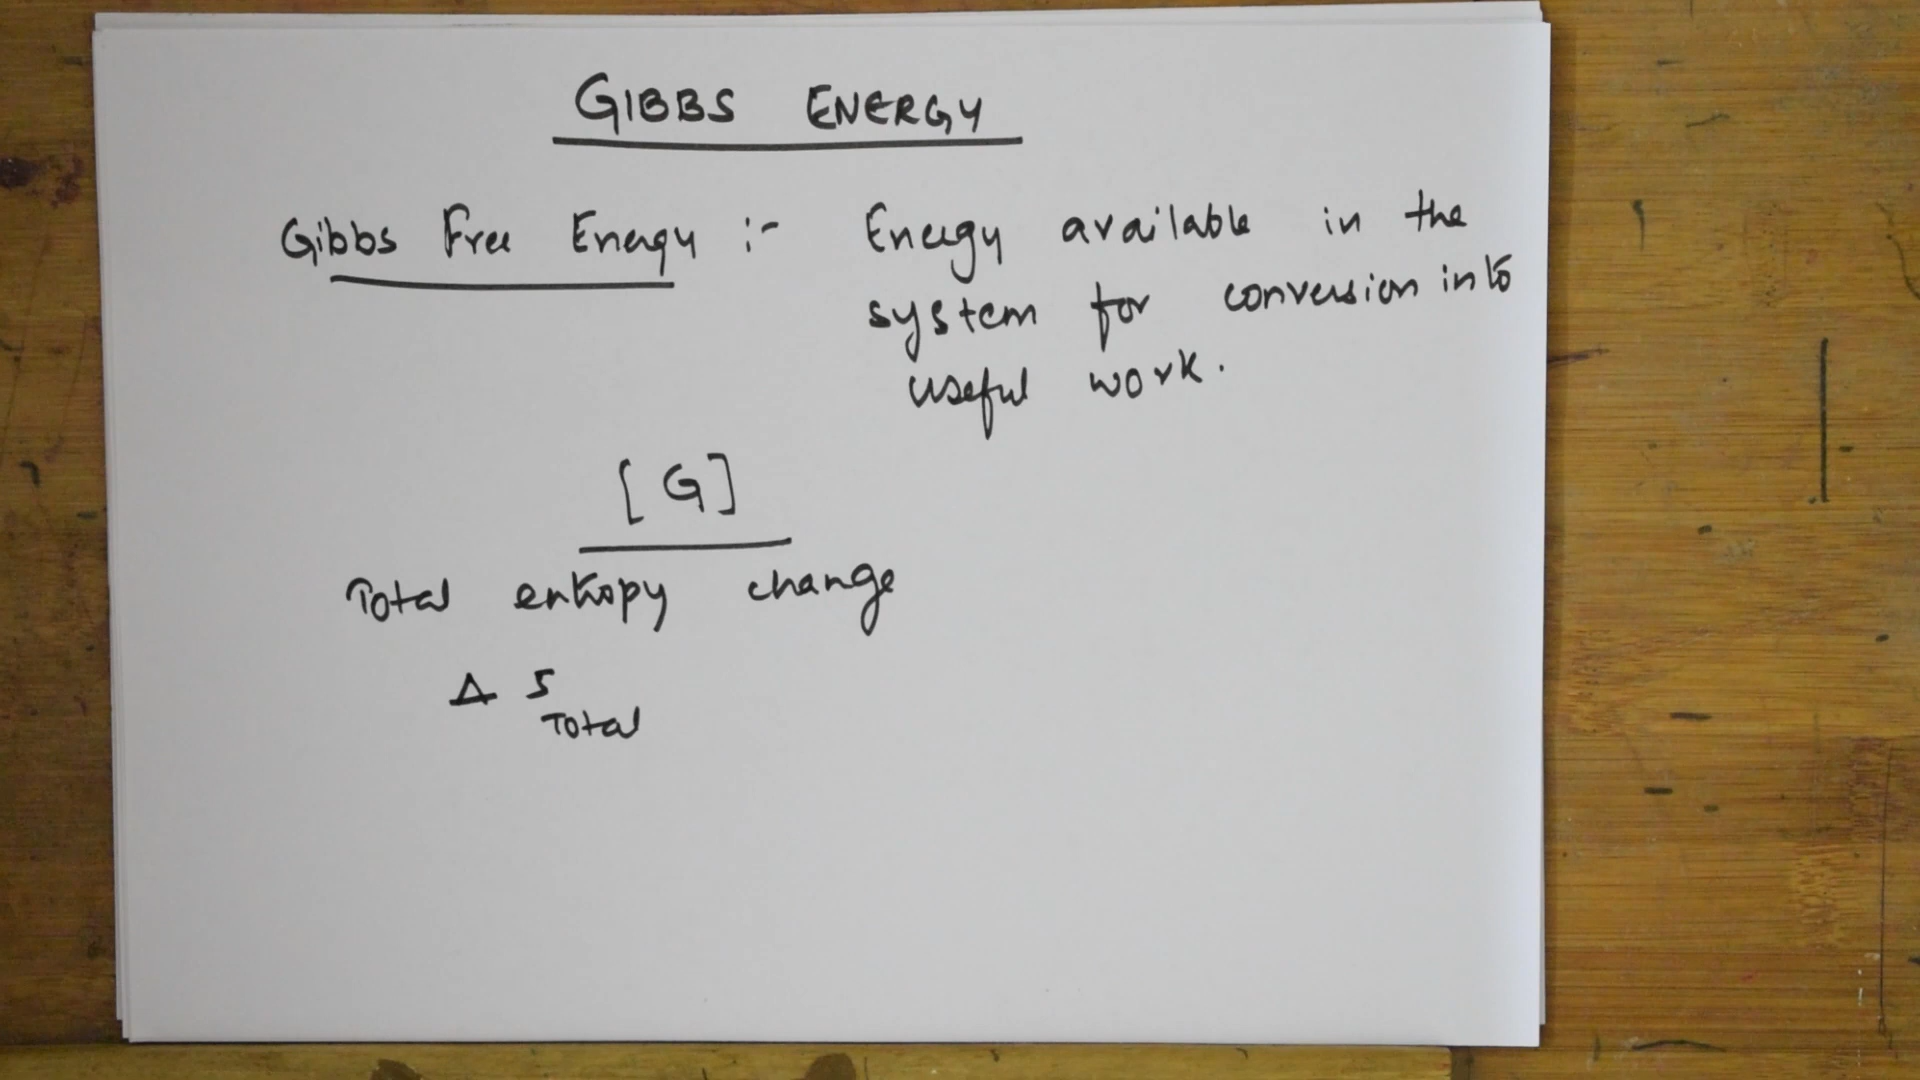 GIBBS ENERGY
Gibbs Free Energy :- Energy available in the
system for conversion into
useful work.
[G]
Total entropy change
Δ S Total